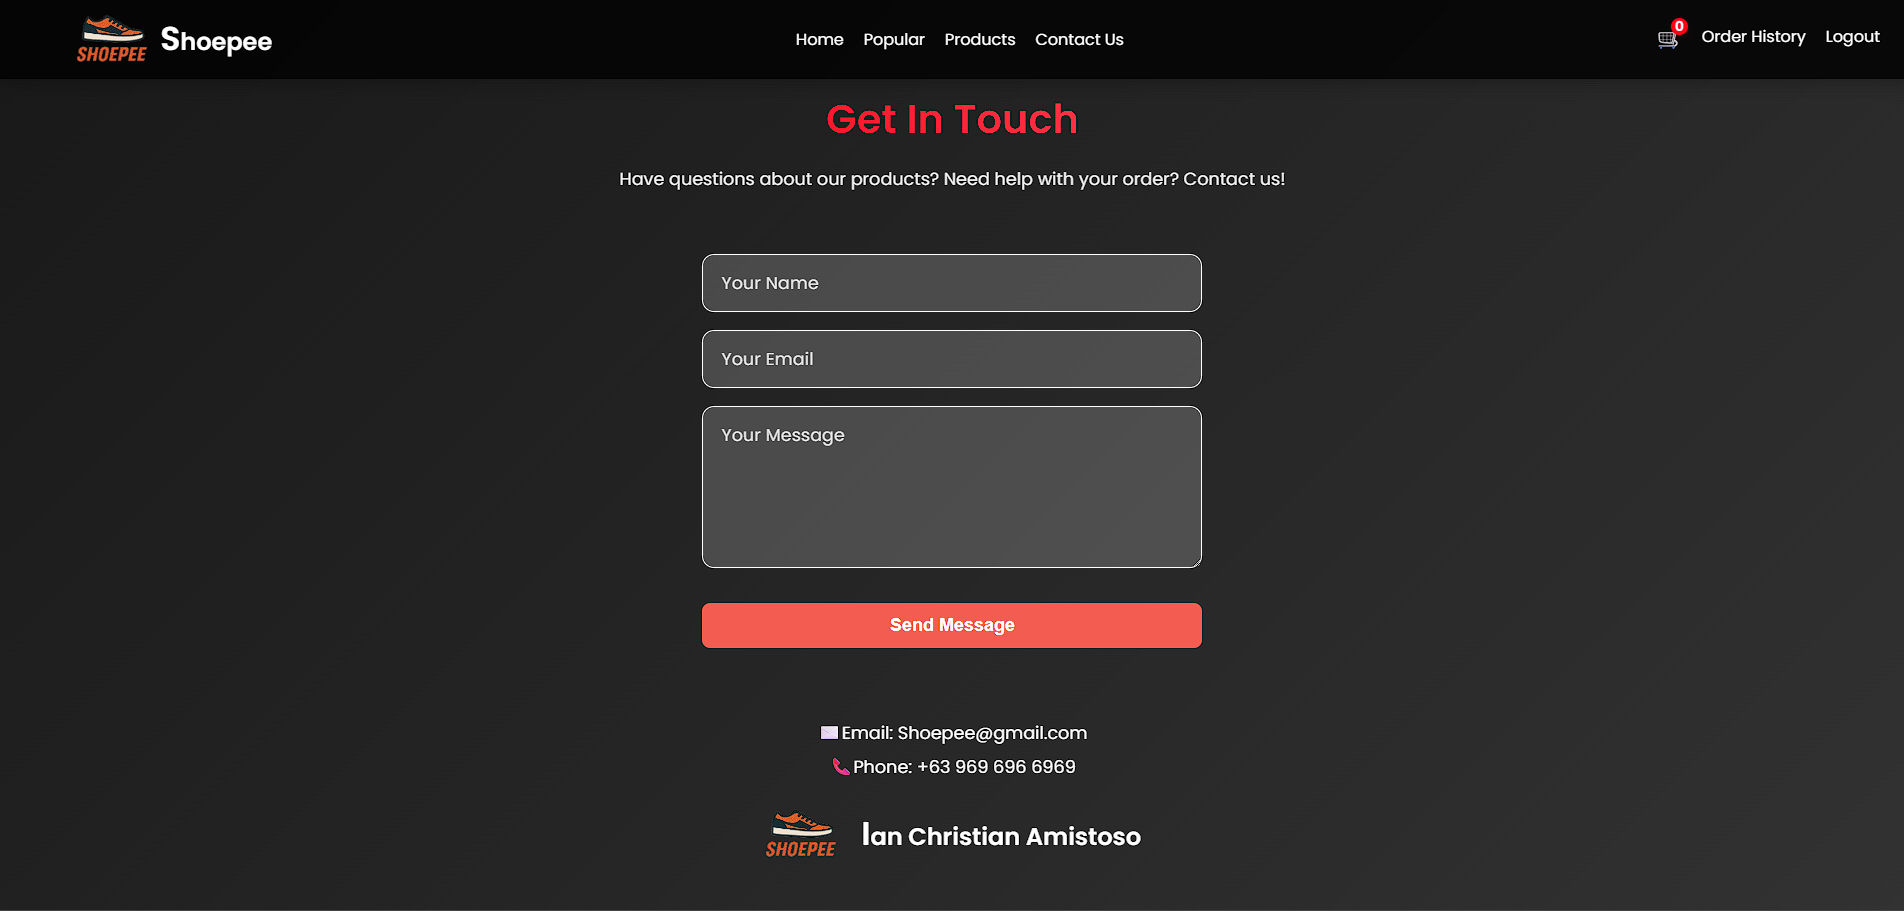 SHOEPEE Shoepee Home Popular Products Contact Us 0 Order History Logout
Get In Touch
Have questions about our products? Need help with your order? Contact us!
Your Name
Your Email
Your Message
Send Message
Email: Shoepee@gmail.com
Phone: +63 969 696 6969
SHOEPEE Ian Christian Amistoso